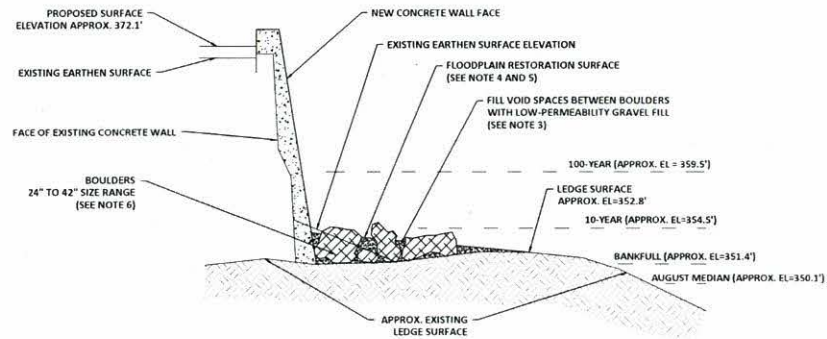 PROPOSED SURFACE
ELEVATION APPROX. 372.1'
NEW CONCRETE WALL FACE
EXISTING EARTHEN SURFACE ELEVATION
FLOODPLAIN RESTORATION SURFACE
(SEE NOTE 4 AND 5)
EXISTING EARTHEN SURFACE
FILL VOID SPACES BETWEEN BOULDERS
WITH LOW-PERMEABILITY GRAVEL FILL
(SEE NOTE 3)
FACE OF EXISTING CONCRETE WALL
100-YEAR (APPROX. EL = 359.5')
BOULDERS
24" TO 42" SIZE RANGE
(SEE NOTE 6)
LEDGE SURFACE
APPROX. EL=352.8'
10-YEAR (APPROX. EL=354.5')
BANKFULL (APPROX. EL=351.4')
AUGUST MEDIAN (APPROX. EL=350.1')
APPROX. EXISTING
LEDGE SURFACE